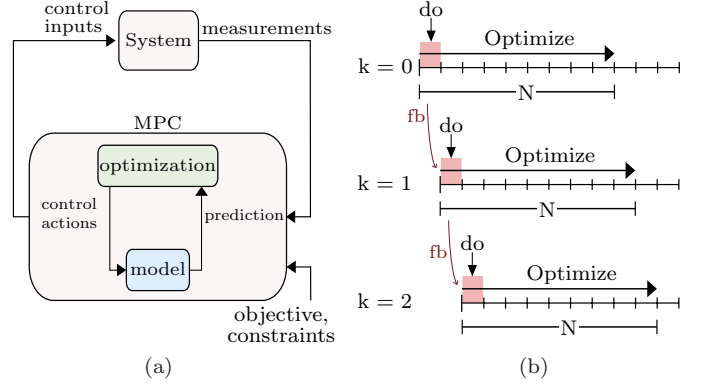 control
inputs
System
measurements
MPC
optimization
control
actions
prediction
model
objective,
constraints
(a)
do
Optimize
k = 0
N
fb
do
Optimize
k = 1
N
fb
do
Optimize
k = 2
N
(b)